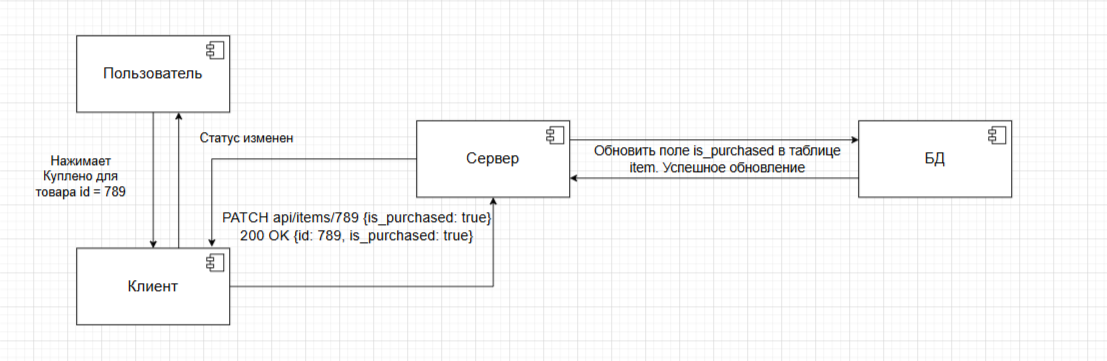 Пользователь
Статус изменен
Нажимает
Куплено для
товара id = 789
Сервер
Обновить поле is_purchased в таблице
item. Успешное обновление
БД
PATCH api/items/789 {is_purchased: true}
200 OK {id: 789, is_purchased: true}
Клиент